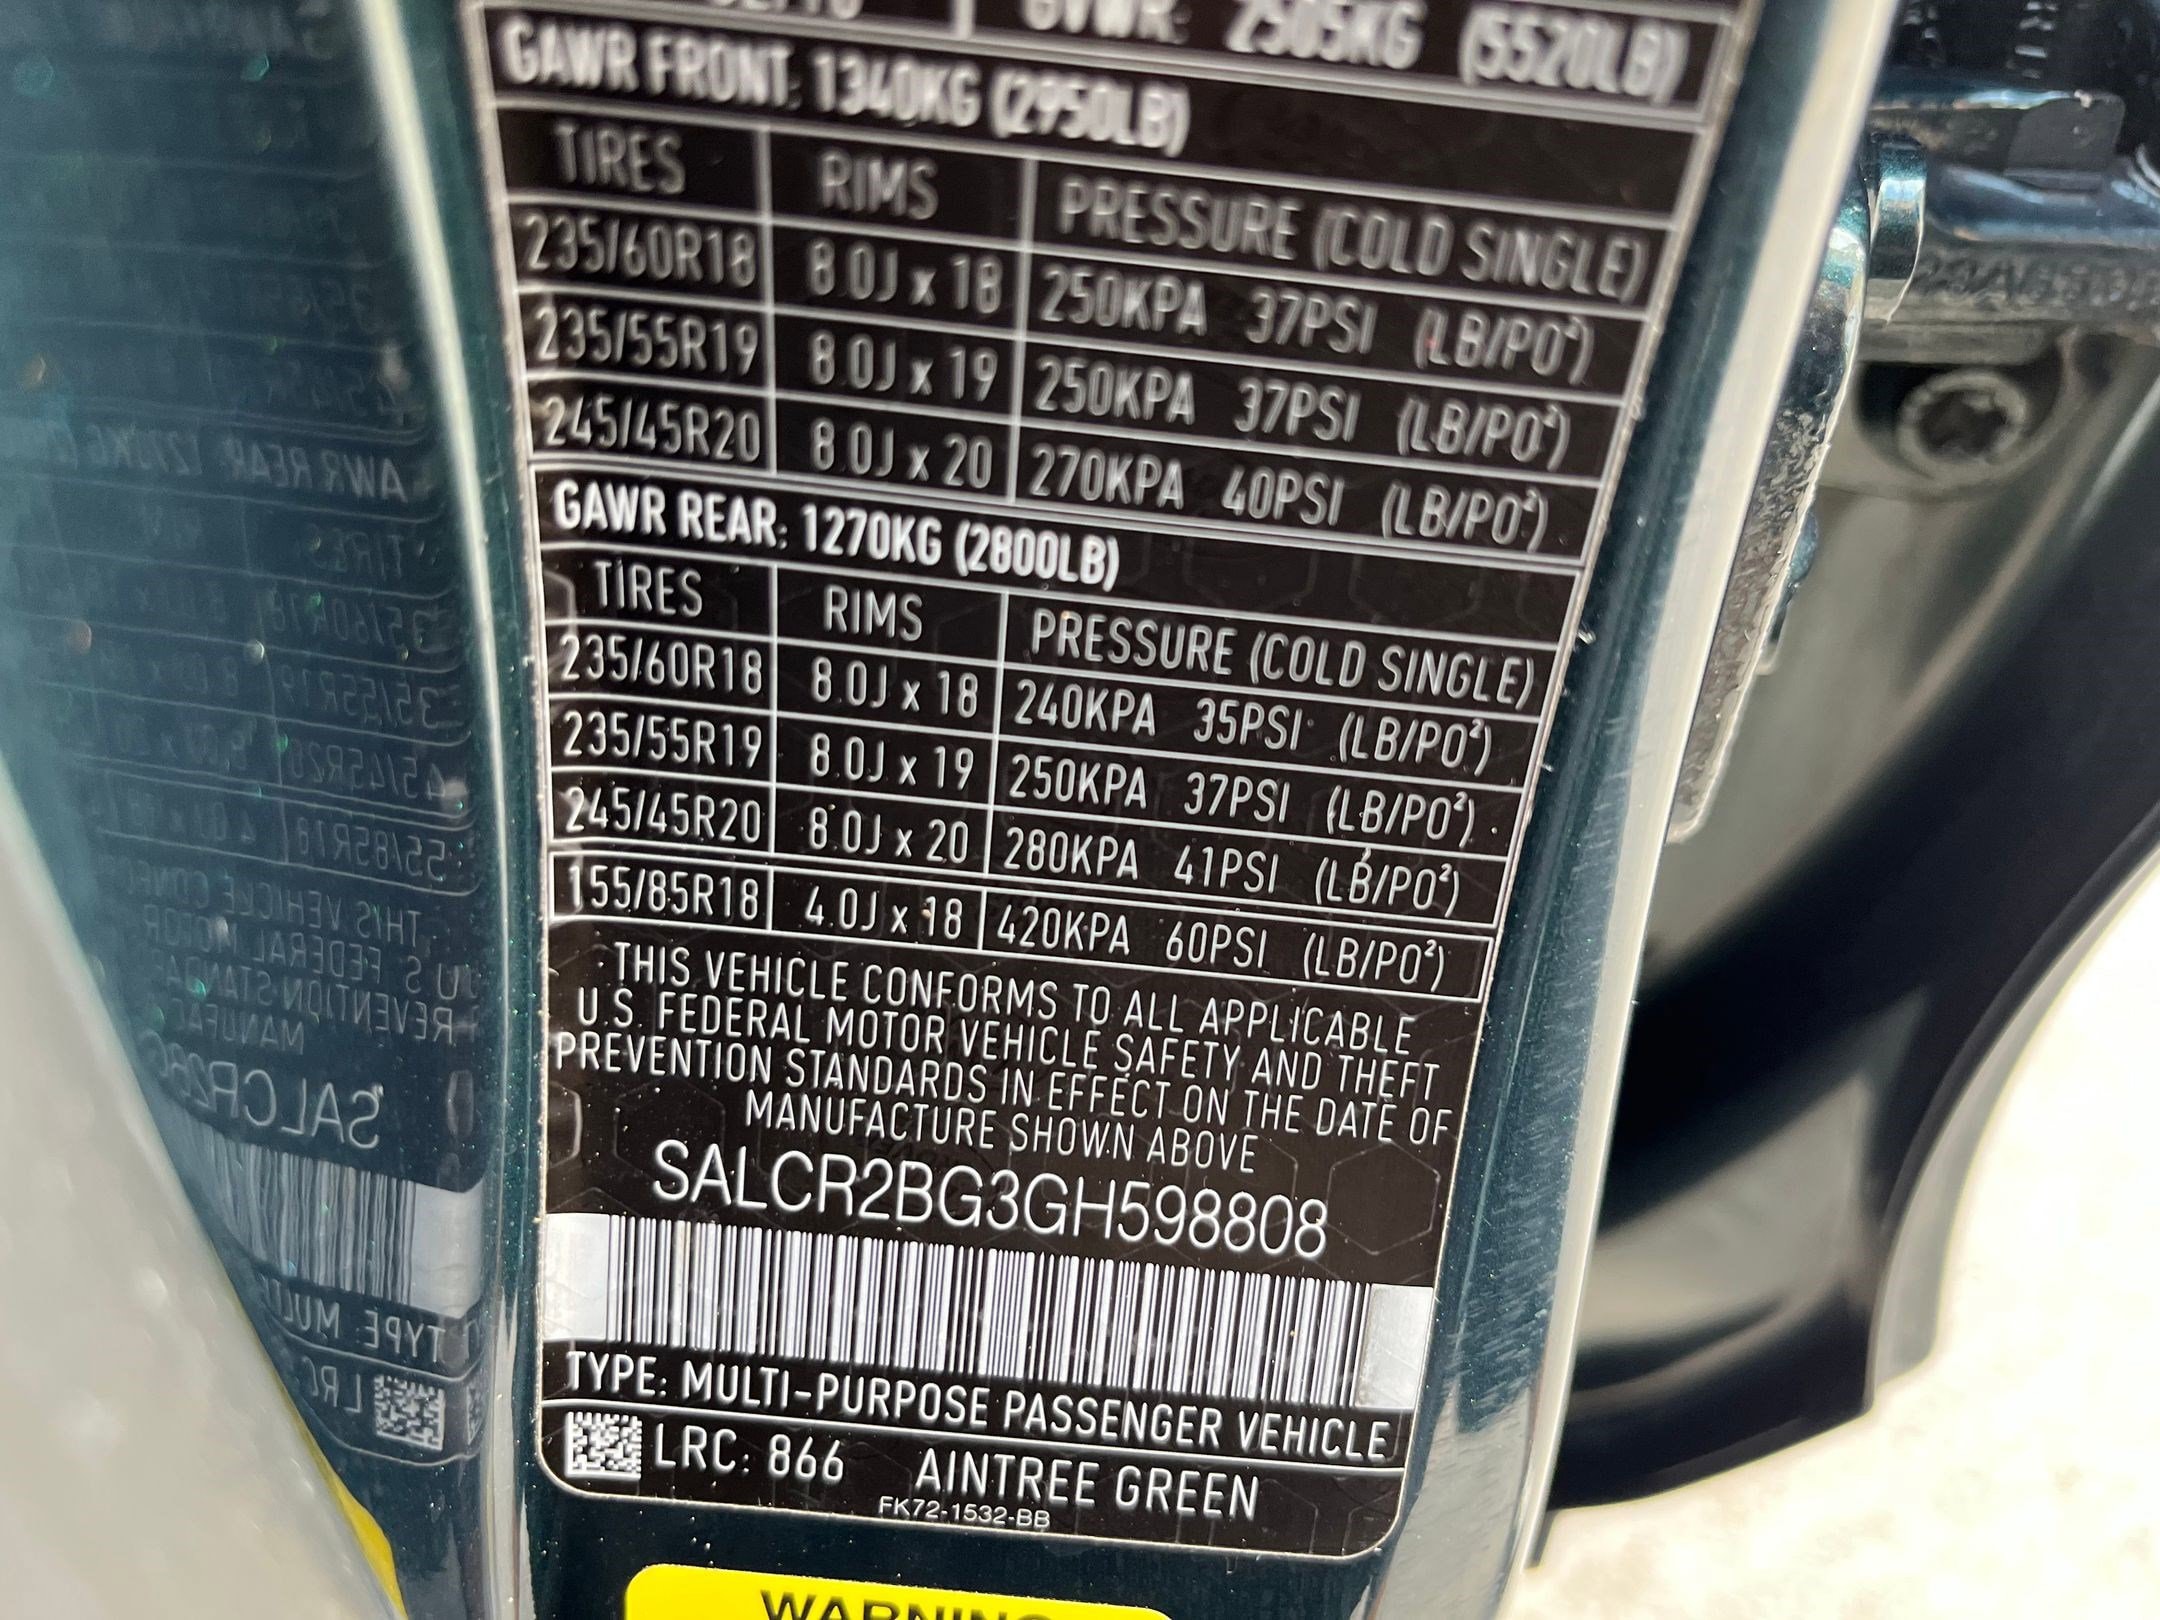 GVWR: 2505KG (5520LB)
GAWR FRONT: 1340KG (2950LB)
TIRES RIMS PRESSURE (COLD SINGLE)
235/60R18 8.0J x 18 250KPA 37PSI (LB/PO²)
235/55R19 8.0J x 19 250KPA 37PSI (LB/PO²)
245/45R20 8.0J x 20 270KPA 40PSI (LB/PO²)
GAWR REAR: 1270KG (2800LB)
TIRES RIMS PRESSURE (COLD SINGLE)
235/60R18 8.0J x 18 240KPA 35PSI (LB/PO²)
235/55R19 8.0J x 19 250KPA 37PSI (LB/PO²)
245/45R20 8.0J x 20 280KPA 41PSI (LB/PO²)
155/85R18 4.0J x 18 420KPA 60PSI (LB/PO²)
THIS VEHICLE CONFORMS TO ALL APPLICABLE
U.S. FEDERAL MOTOR VEHICLE SAFETY AND THEFT
PREVENTION STANDARDS IN EFFECT ON THE DATE OF
MANUFACTURE SHOWN ABOVE
SALCR2BG3GH598808
TYPE: MULTI-PURPOSE PASSENGER VEHICLE
LRC: 866 AINTREE GREEN
FK72-1532-BB
WARNING